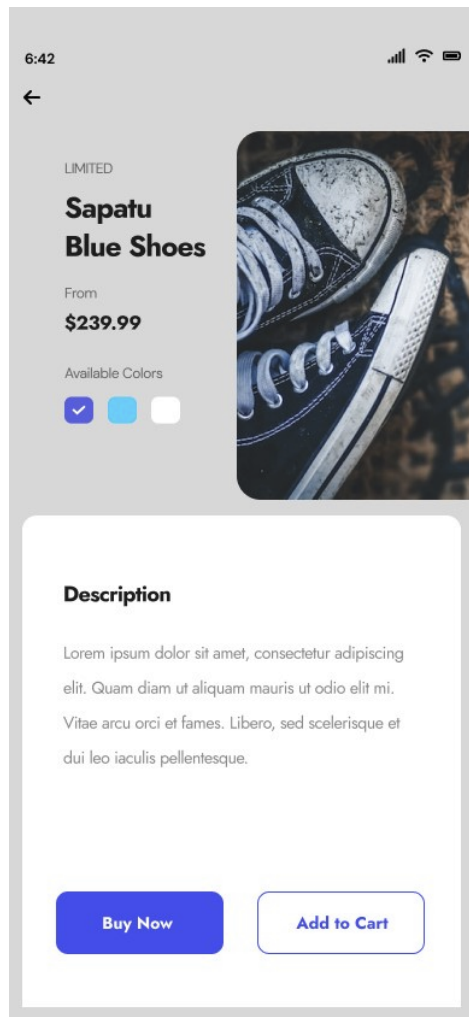 6:42
LIMITED
Sapatu
Blue Shoes
From
$239.99
Available Colors
Description
Lorem ipsum dolor sit amet, consectetur adipiscing
elit. Quam diam ut aliquam mauris ut odio elit mi.
Vitae arcu orci et fames. Libero, sed scelerisque et
dui leo iaculis pellentesque.
Buy Now
Add to Cart